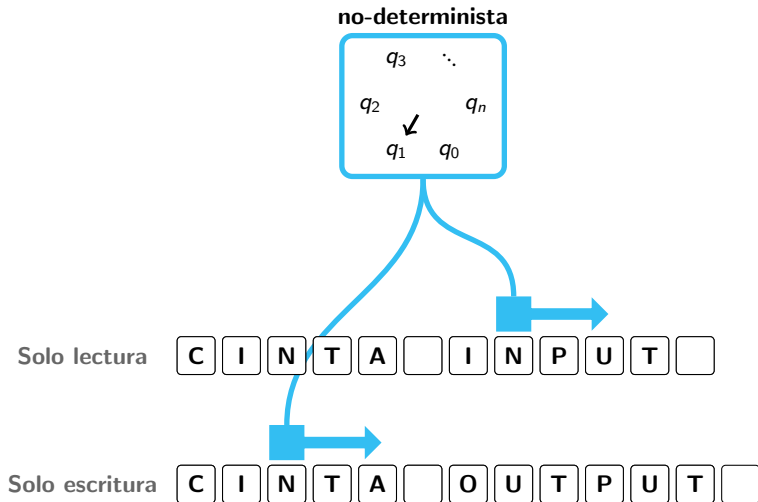 no-determinista
q3 ⋱
q2 qn
q1 q0
Solo lectura C I N T A I N P U T
Solo escritura C I N T A O U T P U T